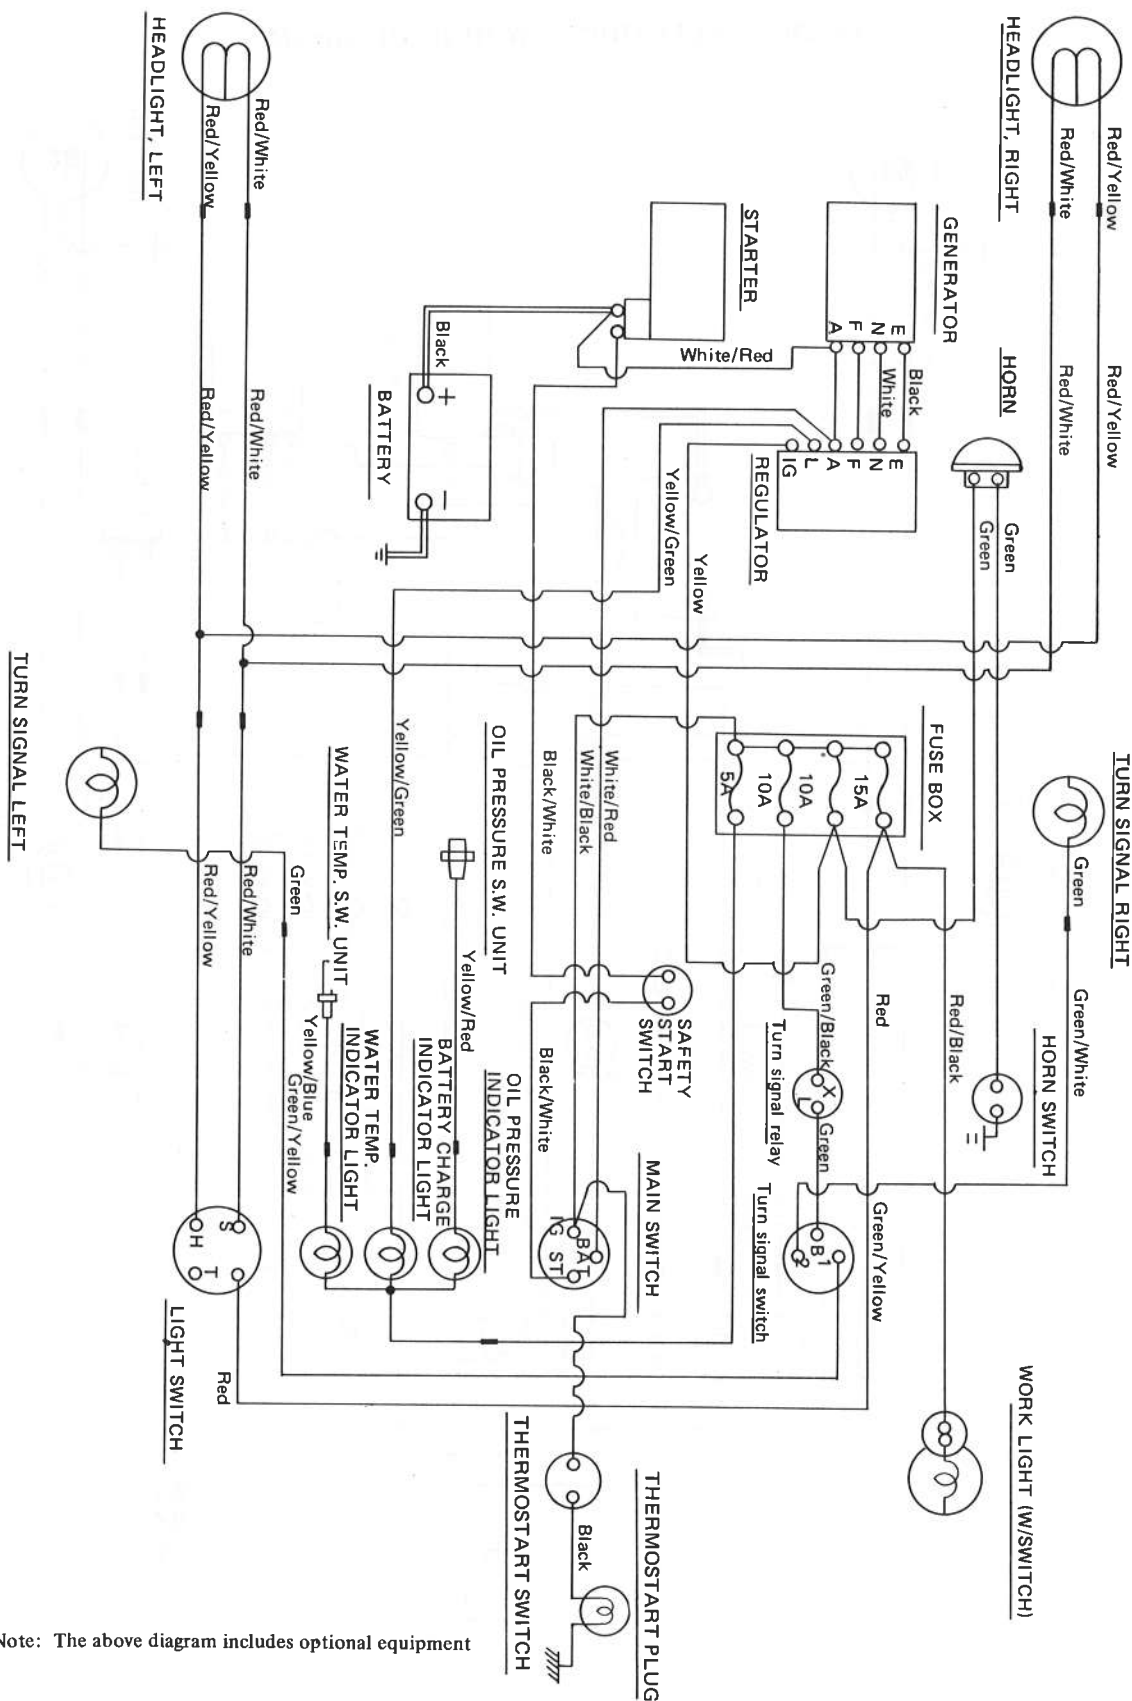 HEADLIGHT, RIGHT
Red/Yellow
Red/White
Red/Yellow
Red/White
HEADLIGHT, LEFT
Red/White
Red/Yellow
Red/White
Red/Yellow
GENERATOR
A F N E
STARTER
White/Red
Black
White
Black
BATTERY
+
−
REGULATOR
IG L A F N E
HORN
Green
Green
Yellow/Green
Yellow
FUSE BOX
5A
10A
10A
15A
TURN SIGNAL RIGHT
Green
Green/White
TURN SIGNAL LEFT
Green
Red/White
Red/Yellow
Yellow/Green
OIL PRESSURE S.W. UNIT
Yellow/Red
WATER TEMP. S.W. UNIT
Yellow/Blue
Green/Yellow
Black/White
White/Black
White/Red
SAFETY
START
SWITCH
Black/White
Green/Black
Red
Red/Black
HORN SWITCH
Turn signal relay
X
L
Green
Turn signal switch
B
1
2
Green/Yellow
MAIN SWITCH
IG
BAT
ST
OIL PRESSURE
INDICATOR LIGHT
BATTERY CHARGE
INDICATOR LIGHT
WATER TEMP.
INDICATOR LIGHT
LIGHT SWITCH
S
H
T
Red
WORK LIGHT (W/SWITCH)
THERMOSTART SWITCH
Black
THERMOSTART PLUG
Note: The above diagram includes optional equipment